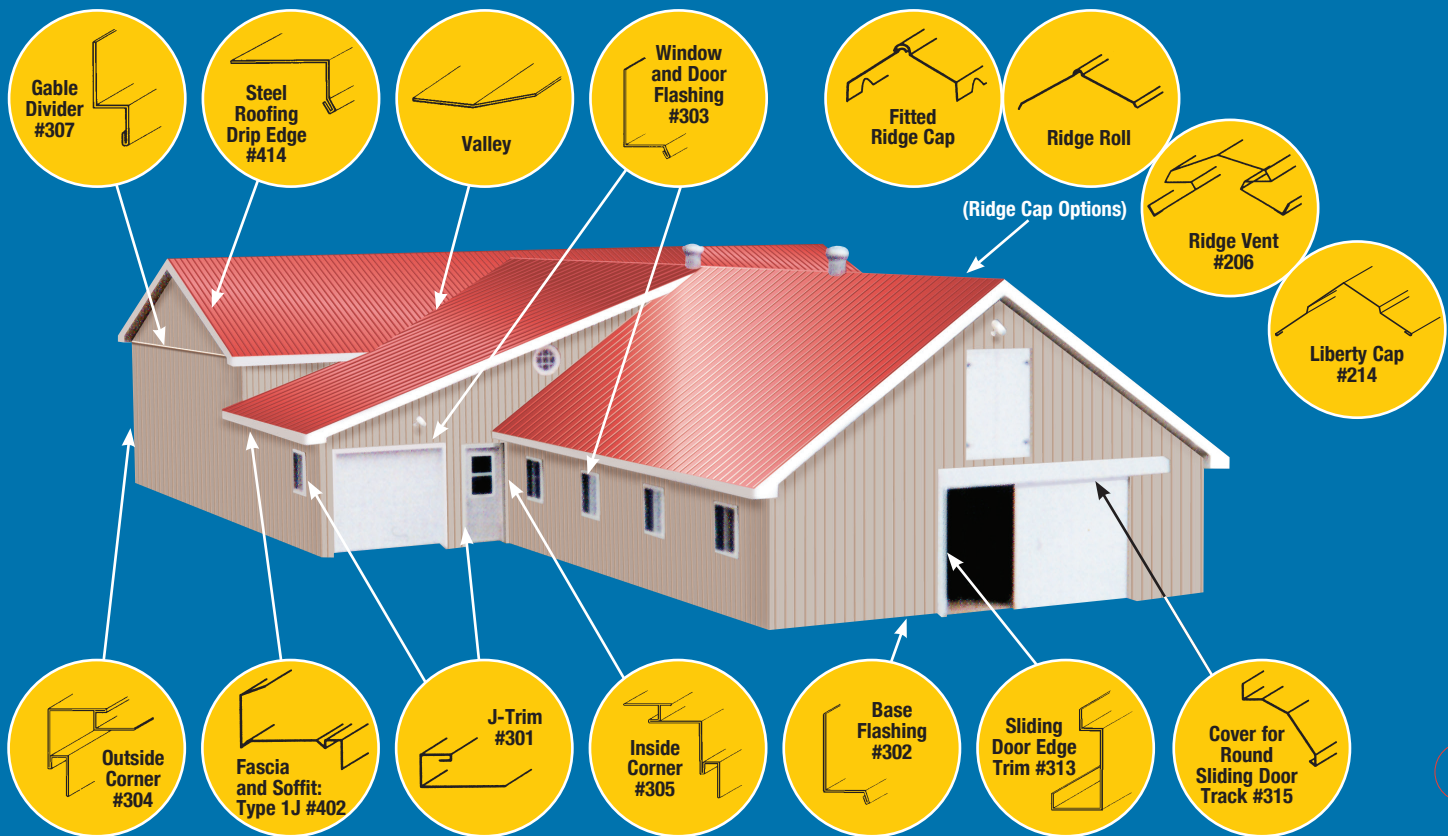 Gable
Divider
#307
Steel
Roofing
Drip Edge
#414
Valley
Window
and Door
Flashing
#303
Fitted
Ridge Cap
Ridge Roll
(Ridge Cap Options)
Ridge Vent
#206
Liberty Cap
#214
Outside
Corner
#304
Fascia
and Soffit:
Type 1J #402
J-Trim
#301
Inside
Corner
#305
Base
Flashing
#302
Sliding
Door Edge
Trim #313
Cover for
Round
Sliding Door
Track #315